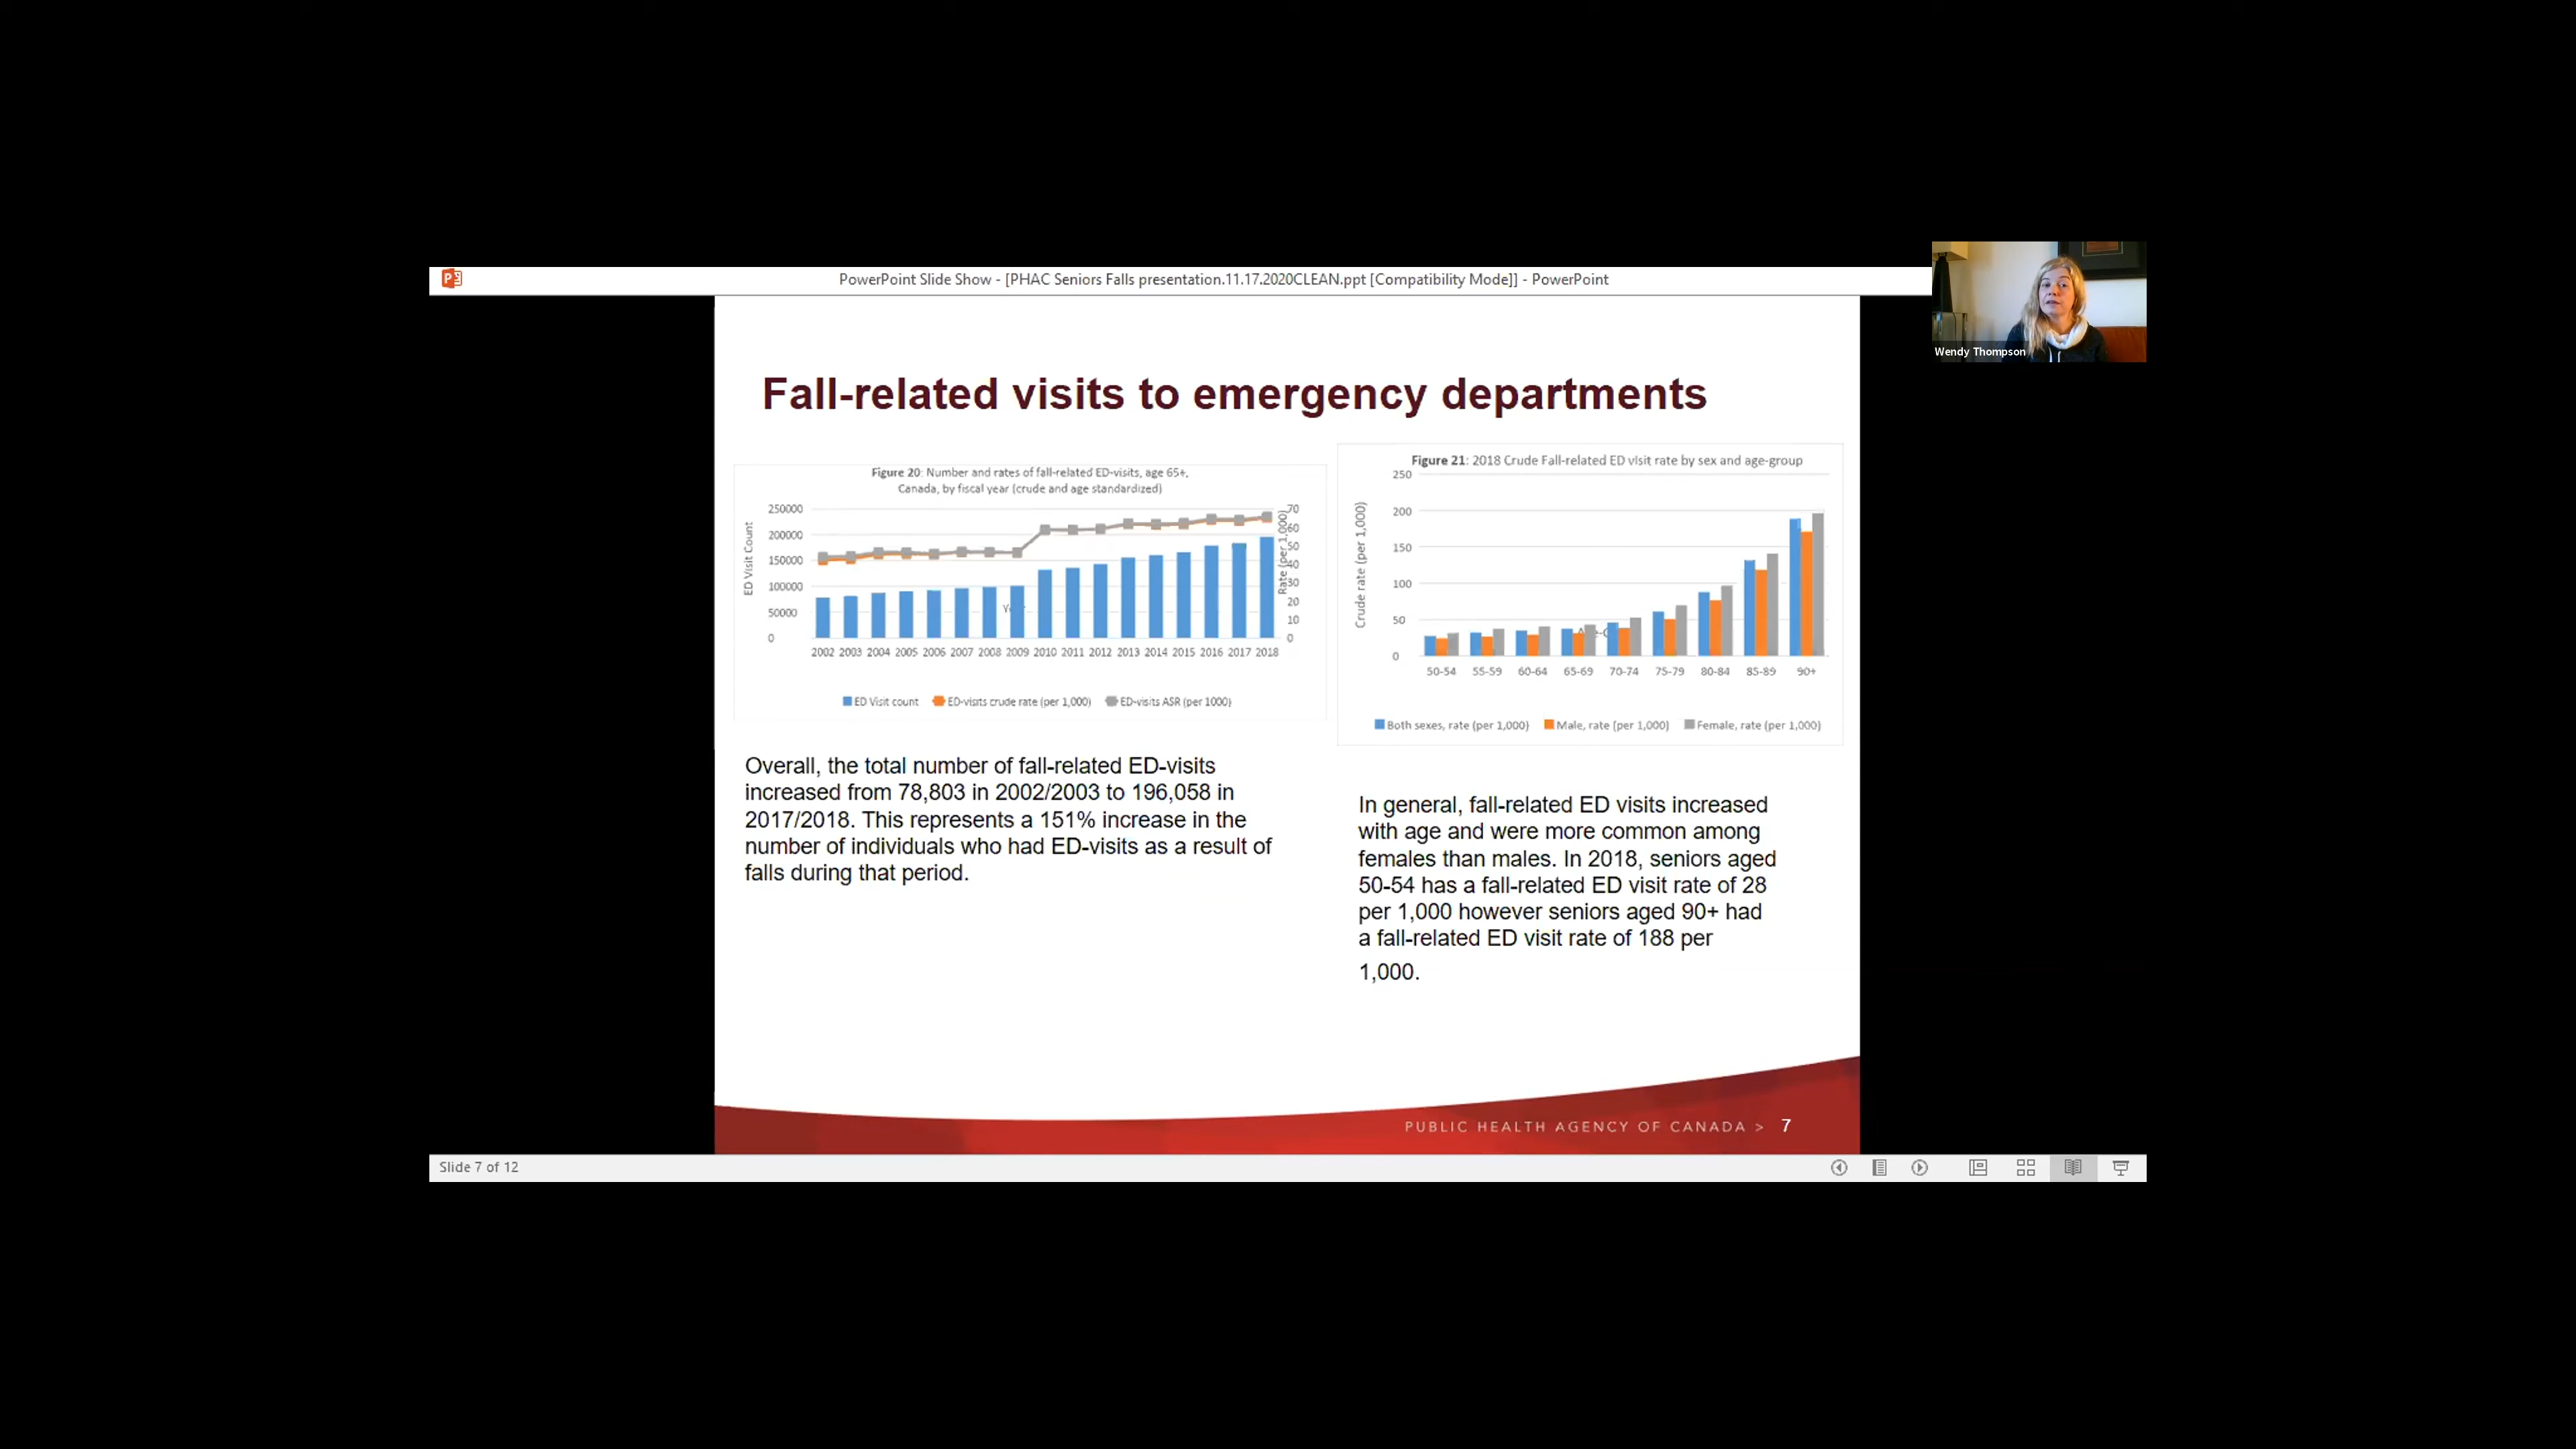 PowerPoint Slide Show - [PHAC Seniors Falls presentation.11.17.2020CLEAN.ppt [Compatibility Mode]] - PowerPoint
Wendy Thompson
Fall-related visits to emergency departments
Figure 20: Number and rates of fall-related ED-visits, age 65+,
Canada, by fiscal year (crude and age standardized)
ED Visit Count
250000
200000
150000
100000
50000
0
70
60
50
40
30
20
10
0
Rate (per 1,000)
2002 2003 2004 2005 2006 2007 2008 2009 2010 2011 2012 2013 2014 2015 2016 2017 2018
ED Visit count ED-visits crude rate (per 1,000) ED-visits ASR (per 1000)
Figure 21: 2018 Crude Fall-related ED visit rate by sex and age-group
Crude rate (per 1,000)
250
200
150
100
50
0
50-54 55-59 60-64 65-69 70-74 75-79 80-84 85-89 90+
Both sexes, rate (per 1,000) Male, rate (per 1,000) Female, rate (per 1,000)
Overall, the total number of fall-related ED-visits
increased from 78,803 in 2002/2003 to 196,058 in
2017/2018. This represents a 151% increase in the
number of individuals who had ED-visits as a result of
falls during that period.
In general, fall-related ED visits increased
with age and were more common among
females than males. In 2018, seniors aged
50-54 has a fall-related ED visit rate of 28
per 1,000 however seniors aged 90+ had
a fall-related ED visit rate of 188 per
1,000.
PUBLIC HEALTH AGENCY OF CANADA > 7
Slide 7 of 12